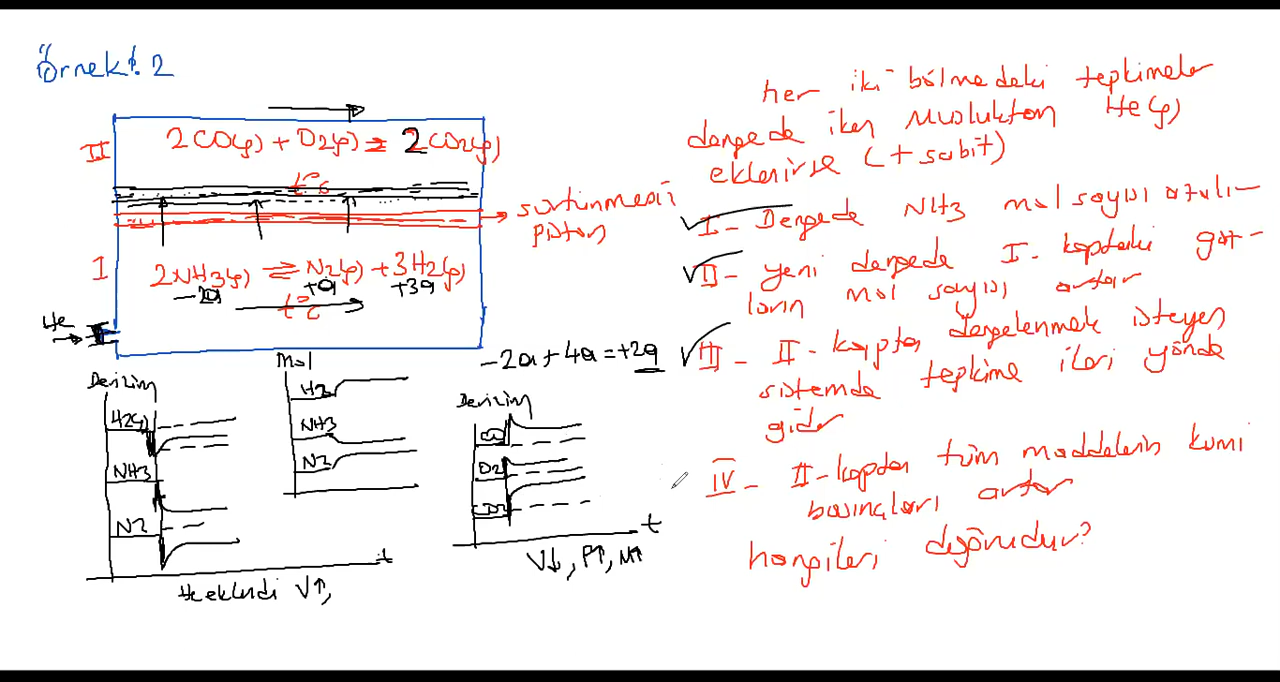 Örnek: 2
II
2CO(g) + O2(g) ⇌ 2CO2(g)
t°c
sürtünmesiz
piston
I
2NH3(g) ⇌ N2(g) + 3H2(g)
-2a +a +3a
t°c
He
-2a + 4a = +2a
Derişim
H2(g)
NH3
N2
t
He eklendi V↑,
Mol
H2
NH3
N2
Derişim
CO
O2
CO2
t
V↓, P↑, M↑
her iki bölmedeki tepkimeler
dengede iken musluktan He(g)
eklenirse (t sabit)
I- Dengede NH3 mol sayısı azalı-
II- yeni dengede I- kaptaki gaz-
ların mol sayısı artar
III- II- kapta dengelenmek isteyen
sistemde tepkime ileri yönde
gider
IV- II- kapta tüm maddelerin kısmi
basınçları artar
hangileri doğrudur?